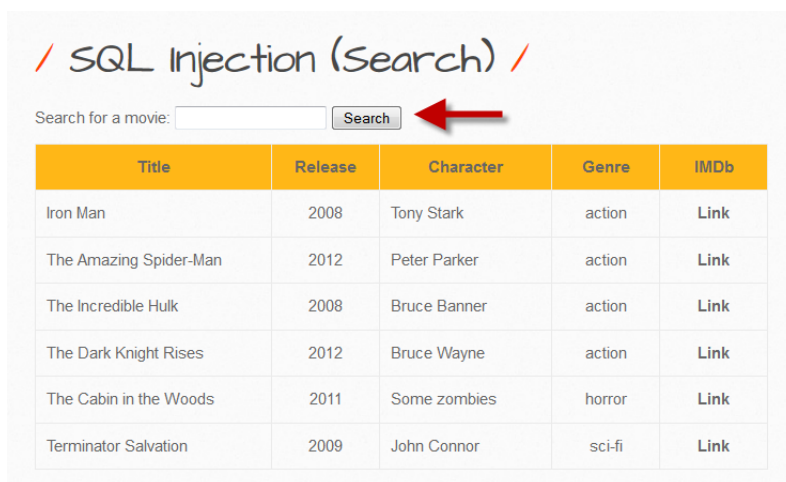 / SQL Injection (Search) /
Search for a movie: Search
Title Release Character Genre IMDb
Iron Man 2008 Tony Stark action Link
The Amazing Spider-Man 2012 Peter Parker action Link
The Incredible Hulk 2008 Bruce Banner action Link
The Dark Knight Rises 2012 Bruce Wayne action Link
The Cabin in the Woods 2011 Some zombies horror Link
Terminator Salvation 2009 John Connor sci-fi Link